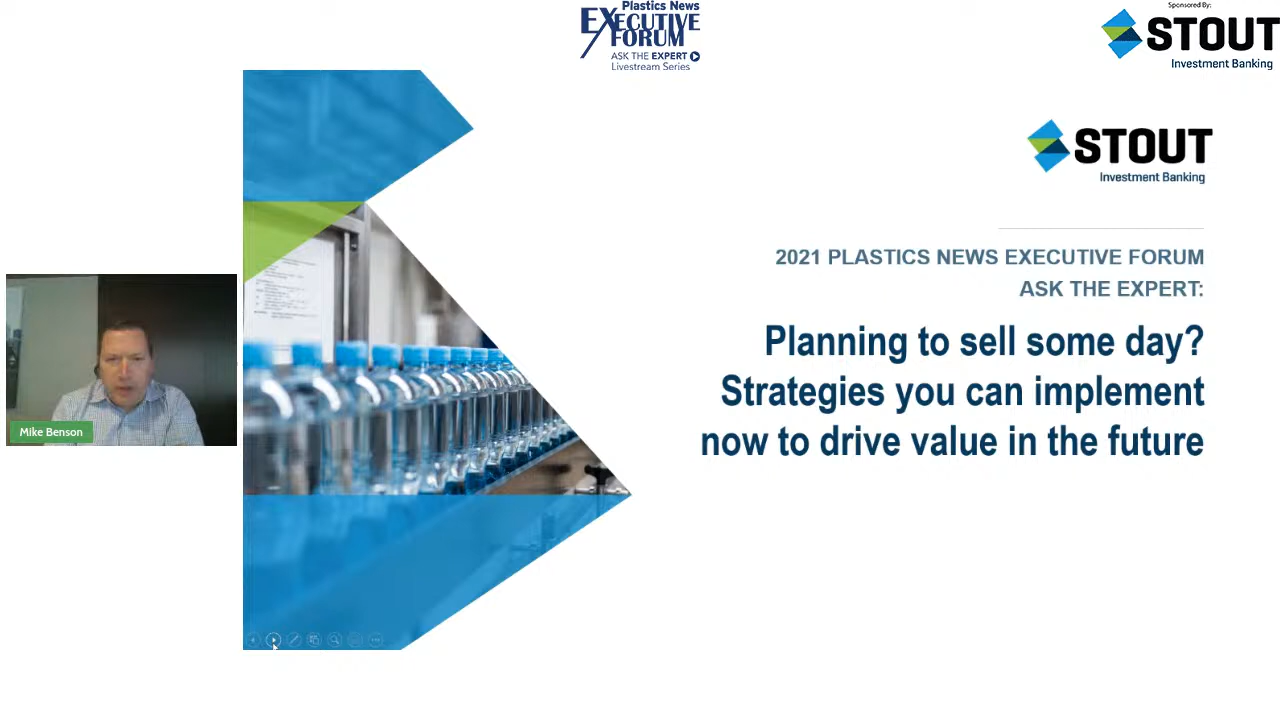 Plastics News
EXECUTIVE
FORUM
ASK THE EXPERT
Livestream Series
Sponsored By:
STOUT
Investment Banking
STOUT
Investment Banking
2021 PLASTICS NEWS EXECUTIVE FORUM
ASK THE EXPERT:
Planning to sell some day?
Strategies you can implement
now to drive value in the future
Mike Benson